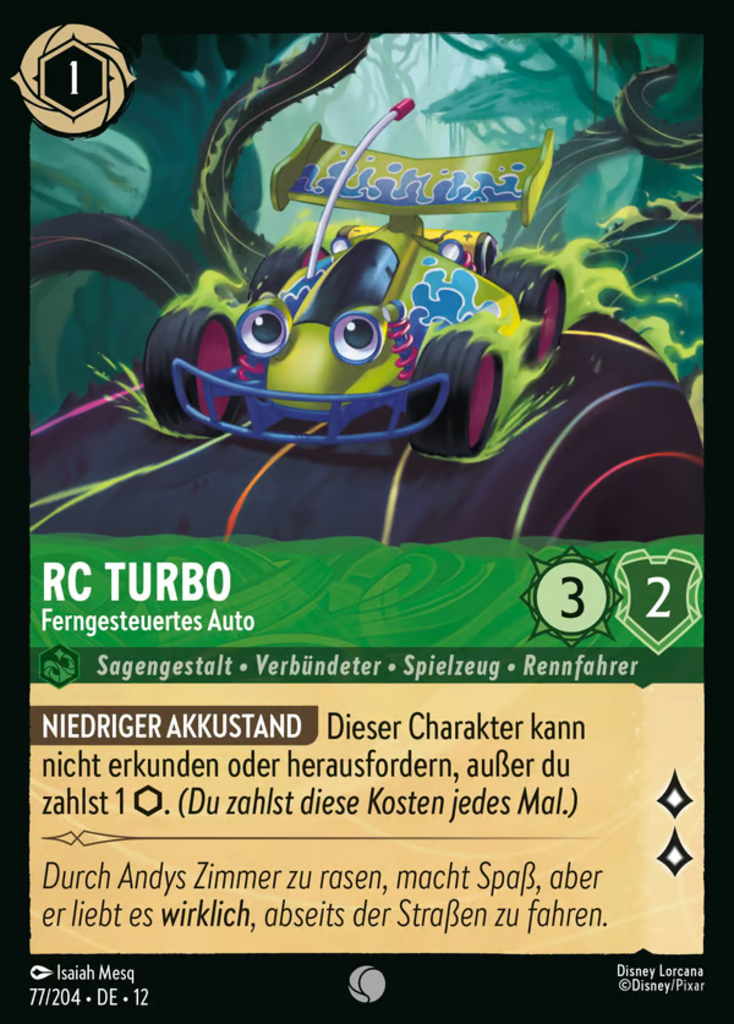 1
RC TURBO
Ferngesteuertes Auto
3
2
Sagengestalt • Verbündeter • Spielzeug • Rennfahrer
NIEDRIGER AKKUSTAND Dieser Charakter kann
nicht erkunden oder herausfordern, außer du
zahlst 1 ⬡. (Du zahlst diese Kosten jedes Mal.)
Durch Andys Zimmer zu rasen, macht Spaß, aber
er liebt es wirklich, abseits der Straßen zu fahren.
Isaiah Mesq
77/204 • DE • 12
Disney Lorcana
©Disney/Pixar